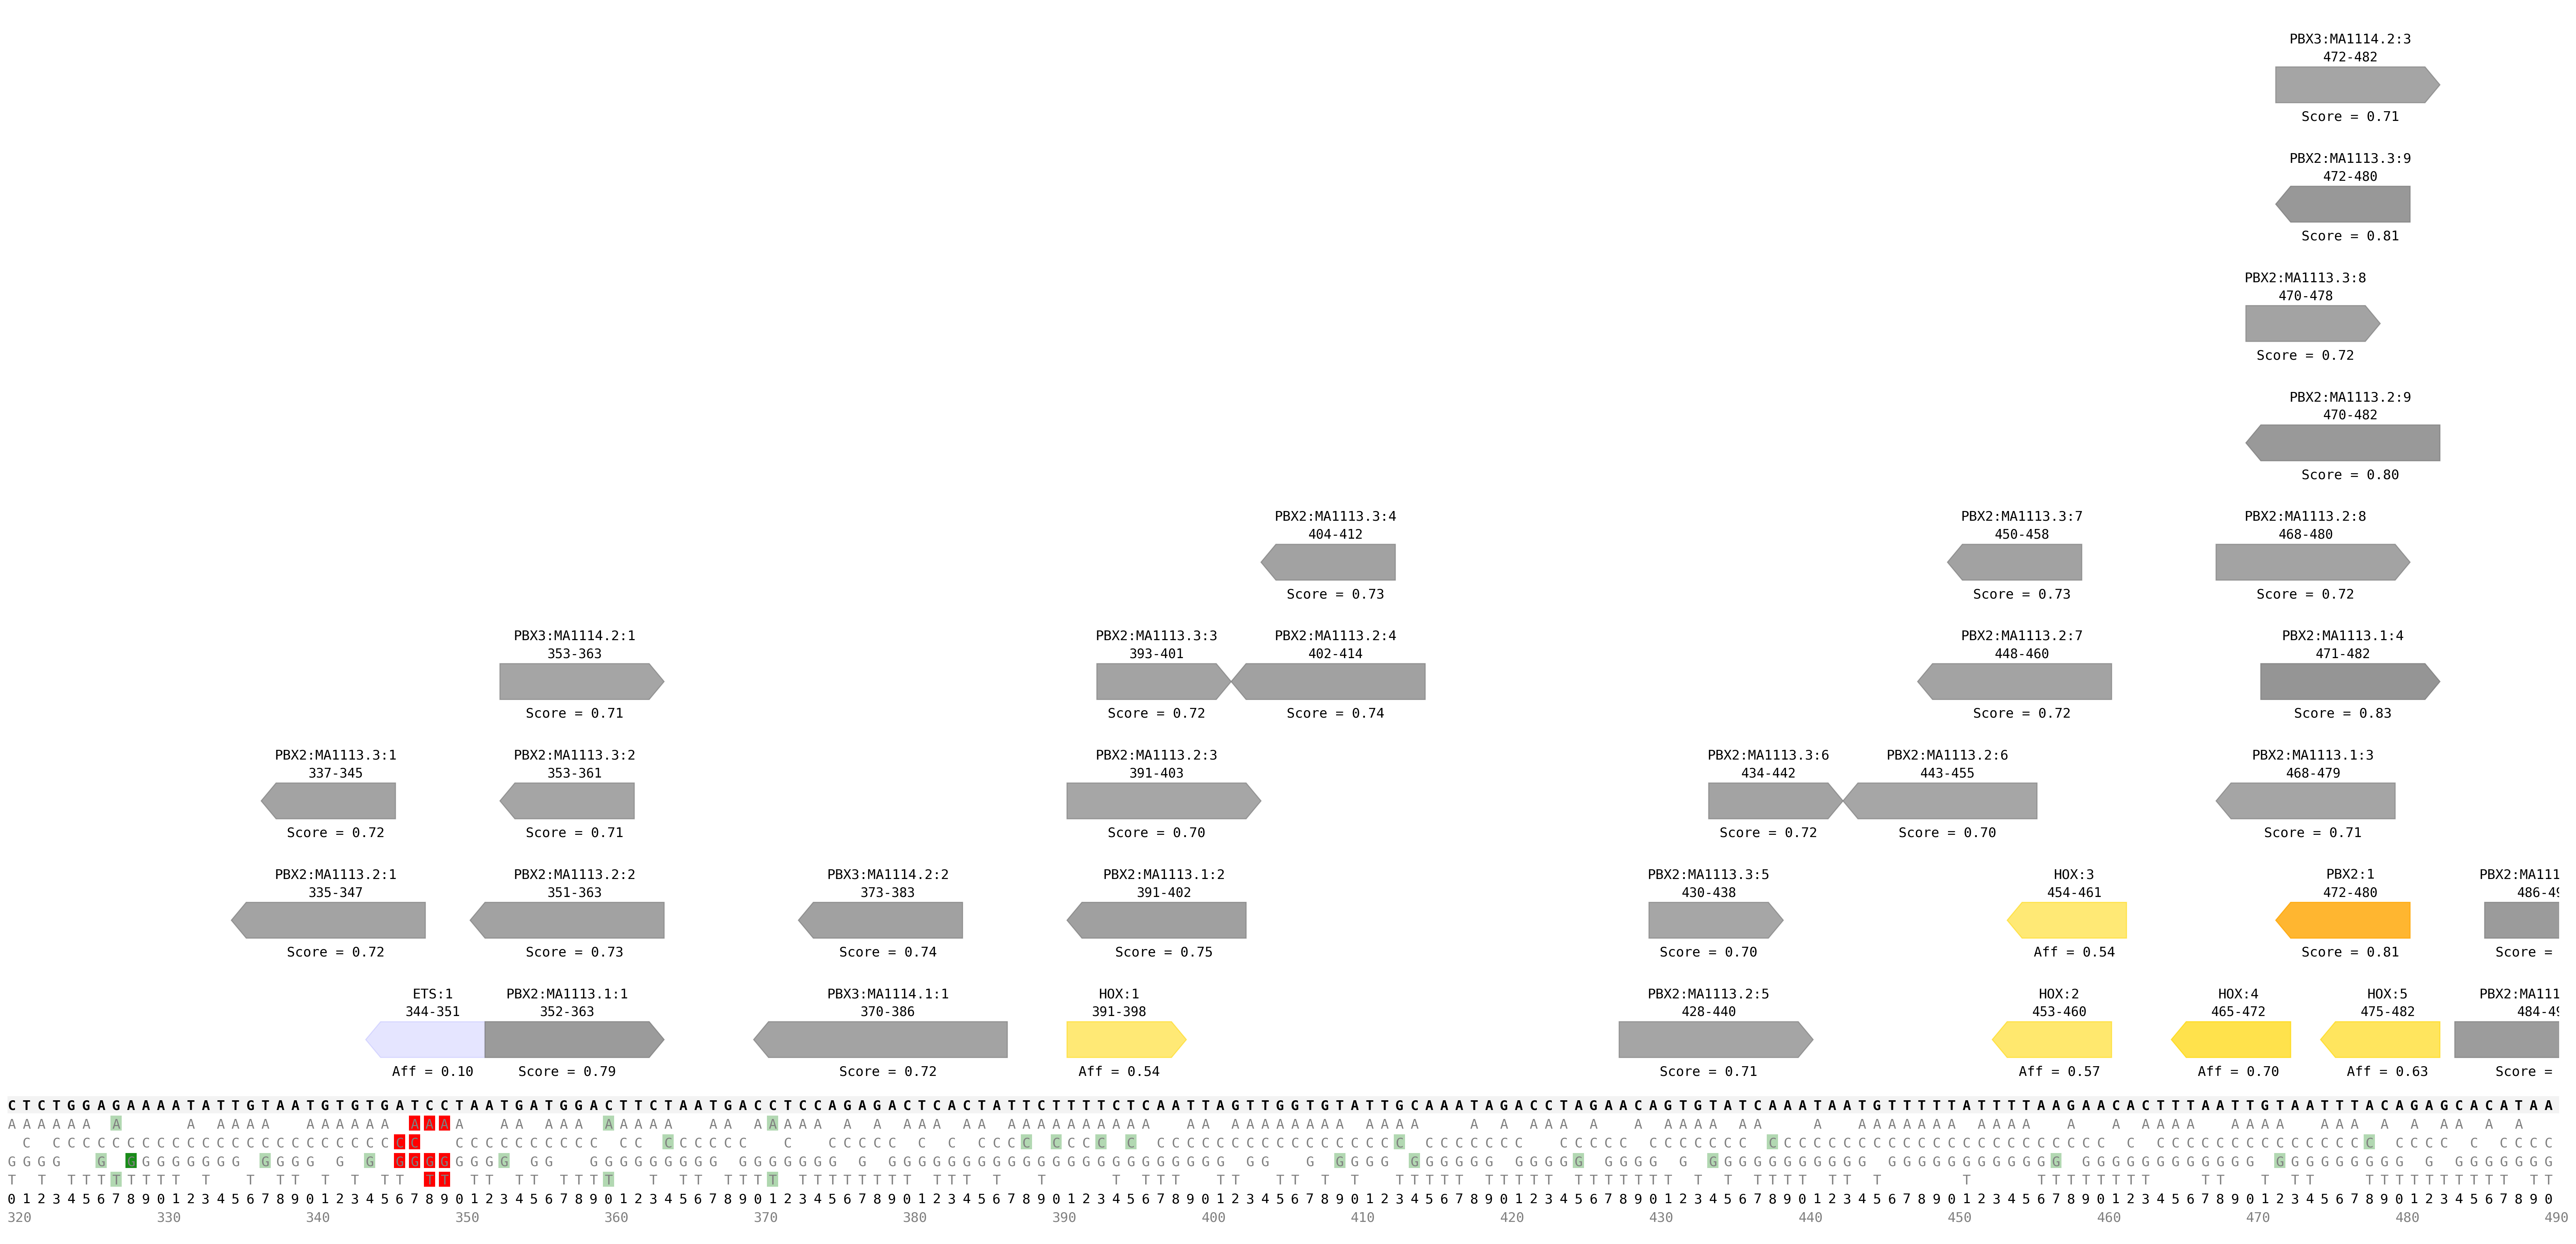 PBX3:MA1114.2:3
472-482
Score = 0.71
PBX2:MA1113.3:9
472-480
Score = 0.81
PBX2:MA1113.3:8
470-478
Score = 0.72
PBX2:MA1113.2:9
470-482
Score = 0.80
PBX2:MA1113.3:4 PBX2:MA1113.3:7 PBX2:MA1113.2:8
404-412 450-458 468-480
Score = 0.73 Score = 0.73 Score = 0.72
PBX3:MA1114.2:1 PBX2:MA1113.3:3 PBX2:MA1113.2:4 PBX2:MA1113.2:7 PBX2:MA1113.1:4
353-363 393-401 402-414 448-460 471-482
Score = 0.71 Score = 0.72 Score = 0.74 Score = 0.72 Score = 0.83
PBX2:MA1113.3:1 PBX2:MA1113.3:2 PBX2:MA1113.2:3 PBX2:MA1113.3:6 PBX2:MA1113.2:6 PBX2:MA1113.1:3
337-345 353-361 391-403 434-442 443-455 468-479
Score = 0.72 Score = 0.71 Score = 0.70 Score = 0.72 Score = 0.70 Score = 0.71
PBX2:MA1113.2:1 PBX2:MA1113.2:2 PBX3:MA1114.2:2 PBX2:MA1113.1:2 PBX2:MA1113.3:5 HOX:3 PBX2:1 PBX2:MA111
335-347 351-363 373-383 391-402 430-438 454-461 472-480 486-49
Score = 0.72 Score = 0.73 Score = 0.74 Score = 0.75 Score = 0.70 Aff = 0.54 Score = 0.81 Score =
ETS:1 PBX2:MA1113.1:1 PBX3:MA1114.1:1 HOX:1 PBX2:MA1113.2:5 HOX:2 HOX:4 HOX:5 PBX2:MA111
344-351 352-363 370-386 391-398 428-440 453-460 465-472 475-482 484-49
Aff = 0.10 Score = 0.79 Score = 0.72 Aff = 0.54 Score = 0.71 Aff = 0.57 Aff = 0.70 Aff = 0.63 Score =
C T C T G G A G A A A A T A T T G T A A T G T G T G A T C C T A A T G A T G G A C T T C T A A T G A C C T C C A G A G A C T C A C T A T T C T T T T C T C A A T T A G T T G G T G T A T T G C A A A T A G A C C T A G A A C A G T G T A T C A A A T A A T G T T T T T A T T T T A A G A A C A C T T T A A T T A A T T T A C A G A G C A C A T A A
0 1 2 3 4 5 6 7 8 9 0 1 2 3 4 5 6 7 8 9 0 1 2 3 4 5 6 7 8 9 0 1 2 3 4 5 6 7 8 9 0 1 2 3 4 5 6 7 8 9 0 1 2 3 4 5 6 7 8 9 0 1 2 3 4 5 6 7 8 9 0 1 2 3 4 5 6 7 8 9 0 1 2 3 4 5 6 7 8 9 0 1 2 3 4 5 6 7 8 9 0 1 2 3 4 5 6 7 8 9 0 1 2 3 4 5 6 7 8 9 0 1 2 3 4 5 6 7 8 9 0 1 2 3 4 5 6 7 8 9 0 1 2 3 4 5 6 7 8 9 0 1 2 3 4 5 6 7 8 9 0 1 2 3 4 5 6 7 8 9 0
320 330 340 350 360 370 380 390 400 410 420 430 440 450 460 470 480 490